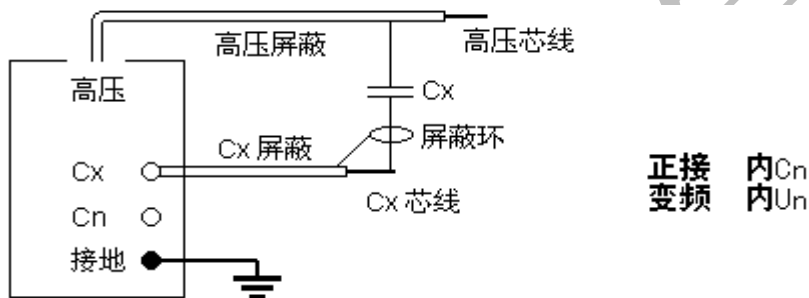 高压屏蔽
高压芯线
高压
Cx
Cx 屏蔽
屏蔽环
Cx
Cx 芯线
Cn
接地
正接 内Cn
变频 内Un